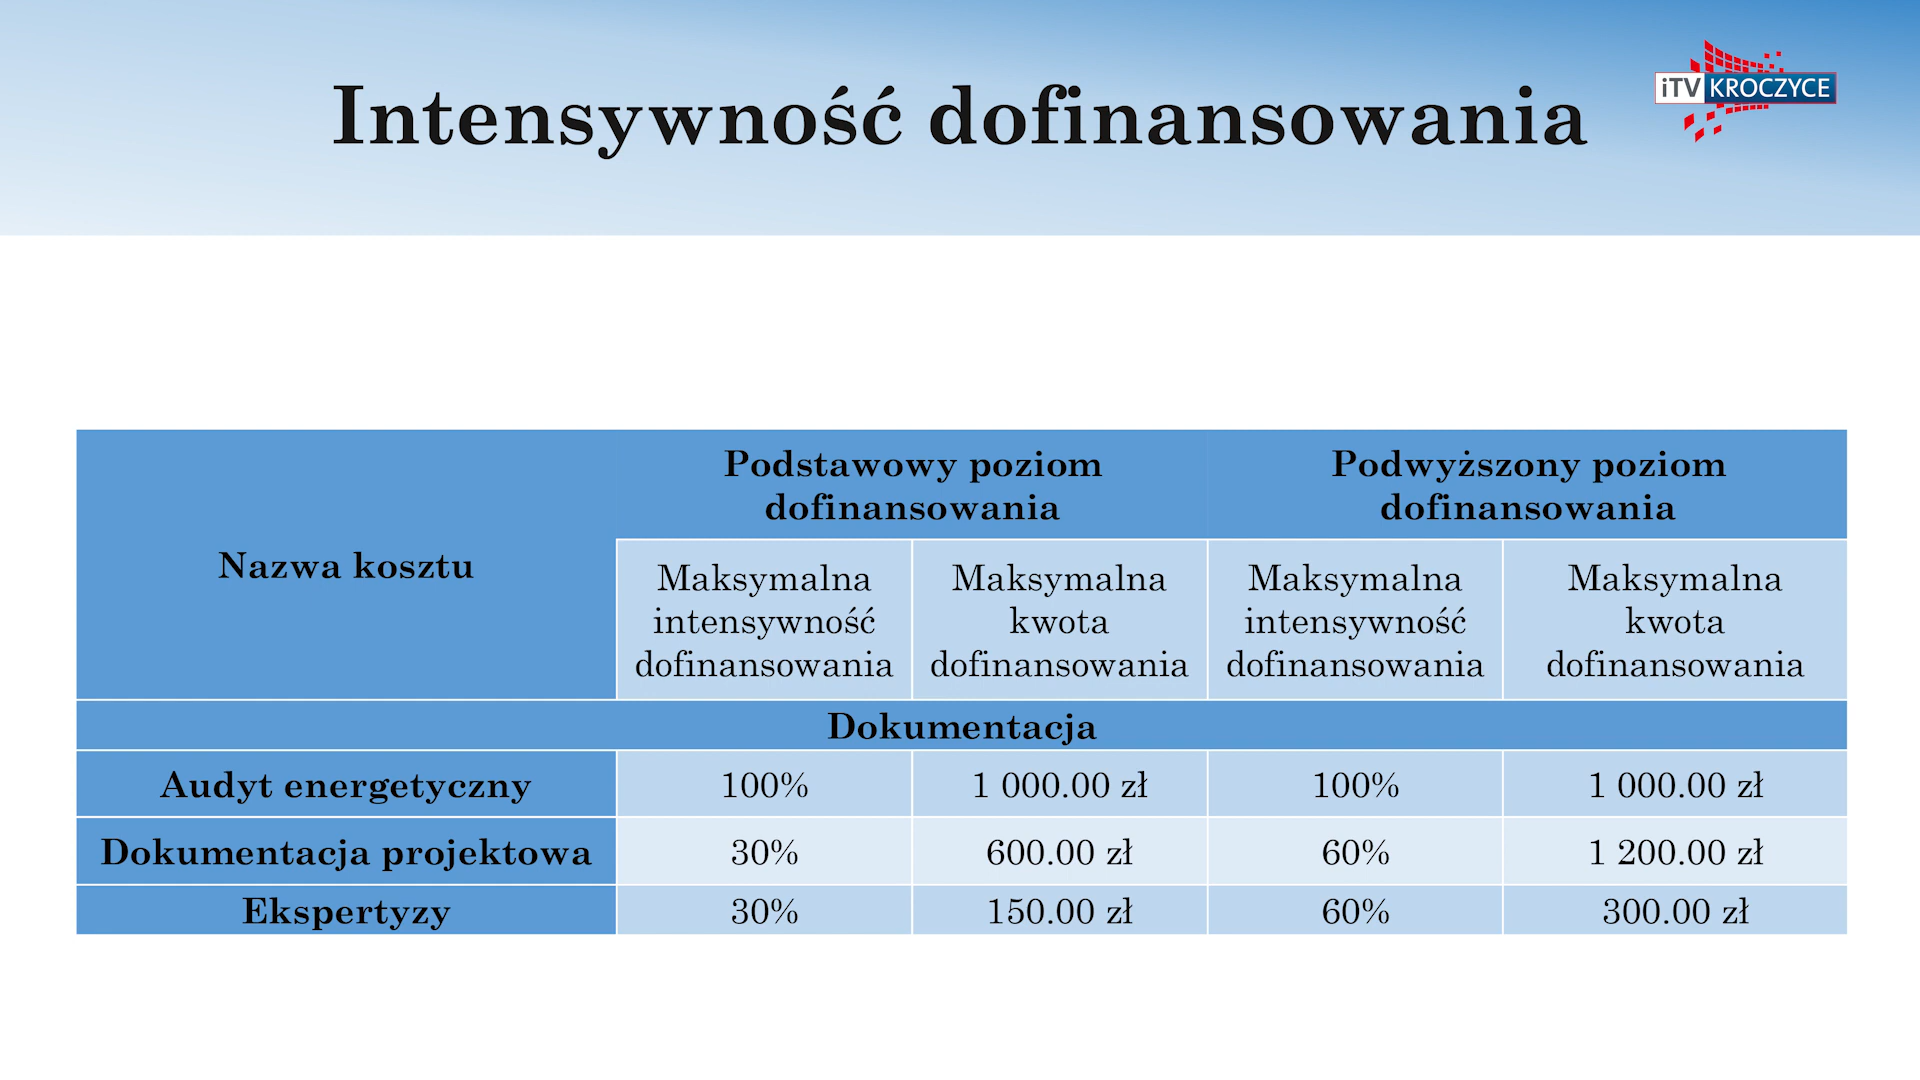 Intensywność dofinansowania
iTV KROCZYCE
Nazwa kosztu
Podstawowy poziom
dofinansowania
Podwyższony poziom
dofinansowania
Maksymalna
intensywność
dofinansowania
Maksymalna
kwota
dofinansowania
Maksymalna
intensywność
dofinansowania
Maksymalna
kwota
dofinansowania
Dokumentacja
Audyt energetyczny 100% 1 000.00 zł 100% 1 000.00 zł
Dokumentacja projektowa 30% 600.00 zł 60% 1 200.00 zł
Ekspertyzy 30% 150.00 zł 60% 300.00 zł